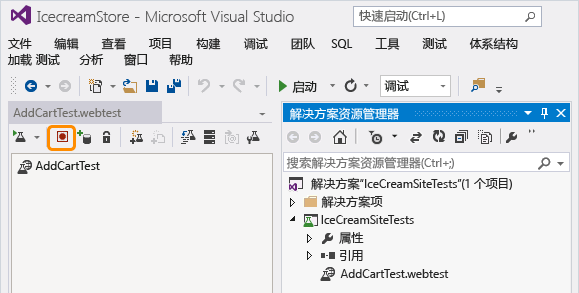 IcecreamStore - Microsoft Visual Studio
快速启动(Ctrl+L)
文件 编辑 查看 项目 构建 调试 团队 SQL 工具 测试 体系结构
加载 测试 分析 窗口 帮助
启动 调试
AddCartTest.webtest
解决方案资源管理器
AddCartTest
搜索解决方案资源管理器(Ctrl+;)
解决方案"IceCreamSiteTests"(1 个项目)
解决方案项
IceCreamSiteTests
属性
引用
AddCartTest.webtest